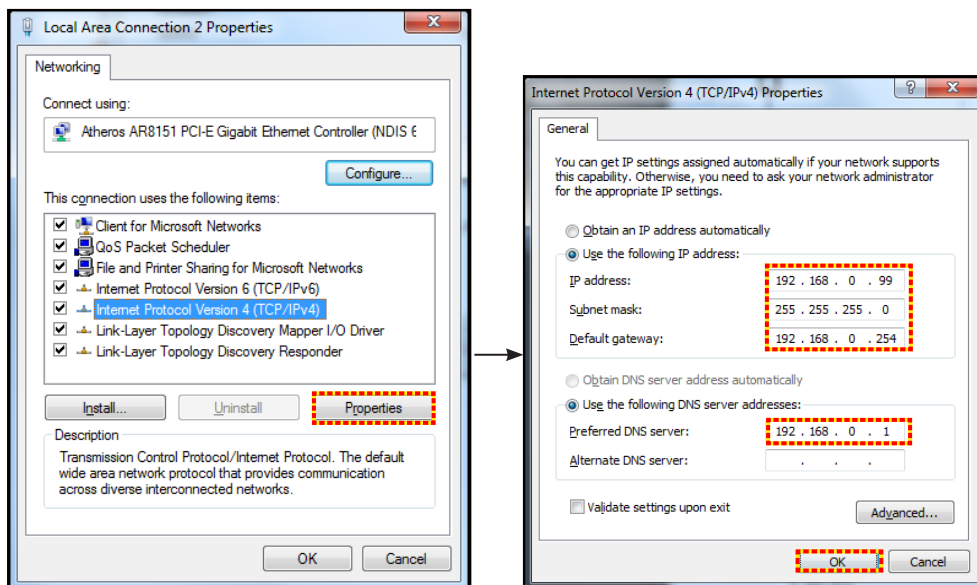 Local Area Connection 2 Properties
Networking
Connect using:
Atheros AR8151 PCI-E Gigabit Ethernet Controller (NDIS 6
Configure...
This connection uses the following items:
Client for Microsoft Networks
QoS Packet Scheduler
File and Printer Sharing for Microsoft Networks
Internet Protocol Version 6 (TCP/IPv6)
Internet Protocol Version 4 (TCP/IPv4)
Link-Layer Topology Discovery Mapper I/O Driver
Link-Layer Topology Discovery Responder
Install...
Uninstall
Properties
Description
Transmission Control Protocol/Internet Protocol. The default
wide area network protocol that provides communication
across diverse interconnected networks.
OK
Cancel
Internet Protocol Version 4 (TCP/IPv4) Properties
General
You can get IP settings assigned automatically if your network supports
this capability. Otherwise, you need to ask your network administrator
for the appropriate IP settings.
Obtain an IP address automatically
Use the following IP address:
IP address: 192 . 168 . 0 . 99
Subnet mask: 255 . 255 . 255 . 0
Default gateway: 192 . 168 . 0 . 254
Obtain DNS server address automatically
Use the following DNS server addresses:
Preferred DNS server: 192 . 168 . 0 . 1
Alternate DNS server: . . .
Validate settings upon exit
Advanced...
OK
Cancel